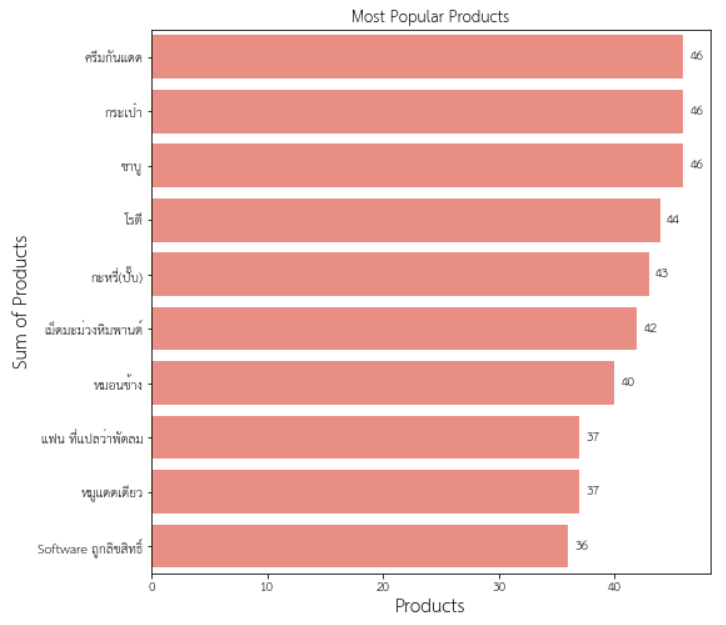 Most Popular Products
ครีมกันแดด 46
กระเป๋า 46
ชาบู 46
โรตี 44
กะหรี่(ปั๊บ) 43
เม็ดมะม่วงหิมพานต์ 42
หมอนข้าง 40
แฟน ที่แปลว่าพัดลม 37
หมูแดดเดียว 37
Software ถูกลิขสิทธิ์ 36
0 10 20 30 40
Products
Sum of Products